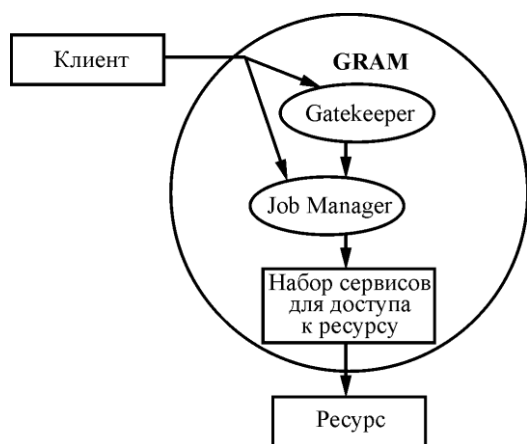 Клиент
GRAM
Gatekeeper
Job Manager
Набор сервисов
для доступа
к ресурсу
Ресурс